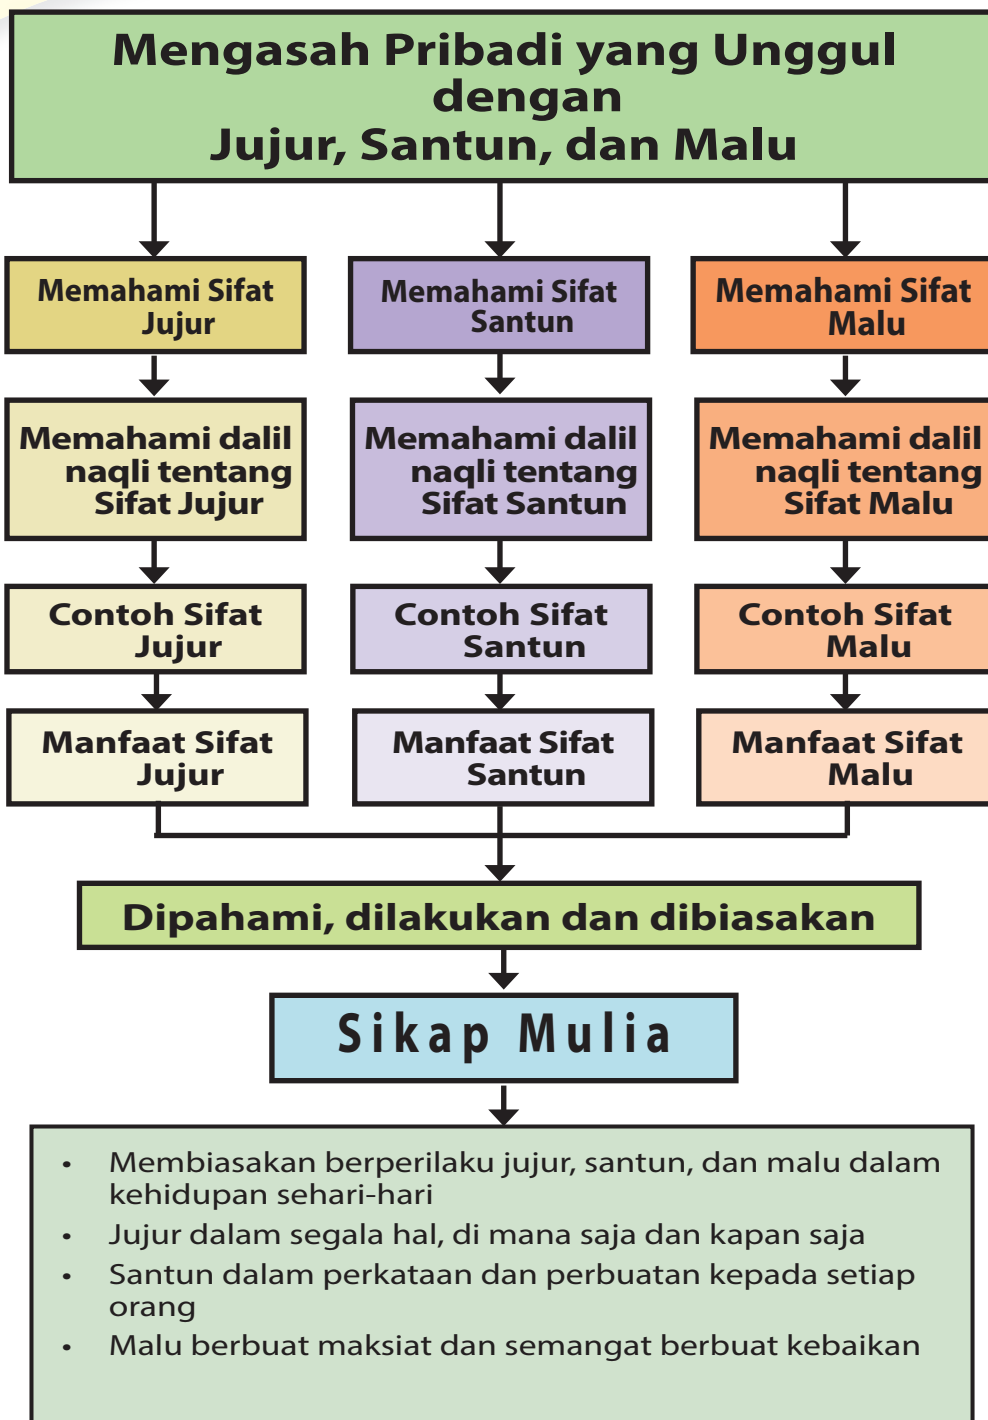 Mengasah Pribadi yang Unggul
dengan
Jujur, Santun, dan Malu
Memahami Sifat
Jujur
Memahami Sifat
Santun
Memahami Sifat
Malu
Memahami dalil
naqli tentang
Sifat Jujur
Memahami dalil
naqli tentang
Sifat Santun
Memahami dalil
naqli tentang
Sifat Malu
Contoh Sifat
Jujur
Contoh Sifat
Santun
Contoh Sifat
Malu
Manfaat Sifat
Jujur
Manfaat Sifat
Santun
Manfaat Sifat
Malu
Dipahami, dilakukan dan dibiasakan
Sikap Mulia
• Membiasakan berperilaku jujur, santun, dan malu dalam
kehidupan sehari-hari
• Jujur dalam segala hal, di mana saja dan kapan saja
• Santun dalam perkataan dan perbuatan kepada setiap
orang
• Malu berbuat maksiat dan semangat berbuat kebaikan